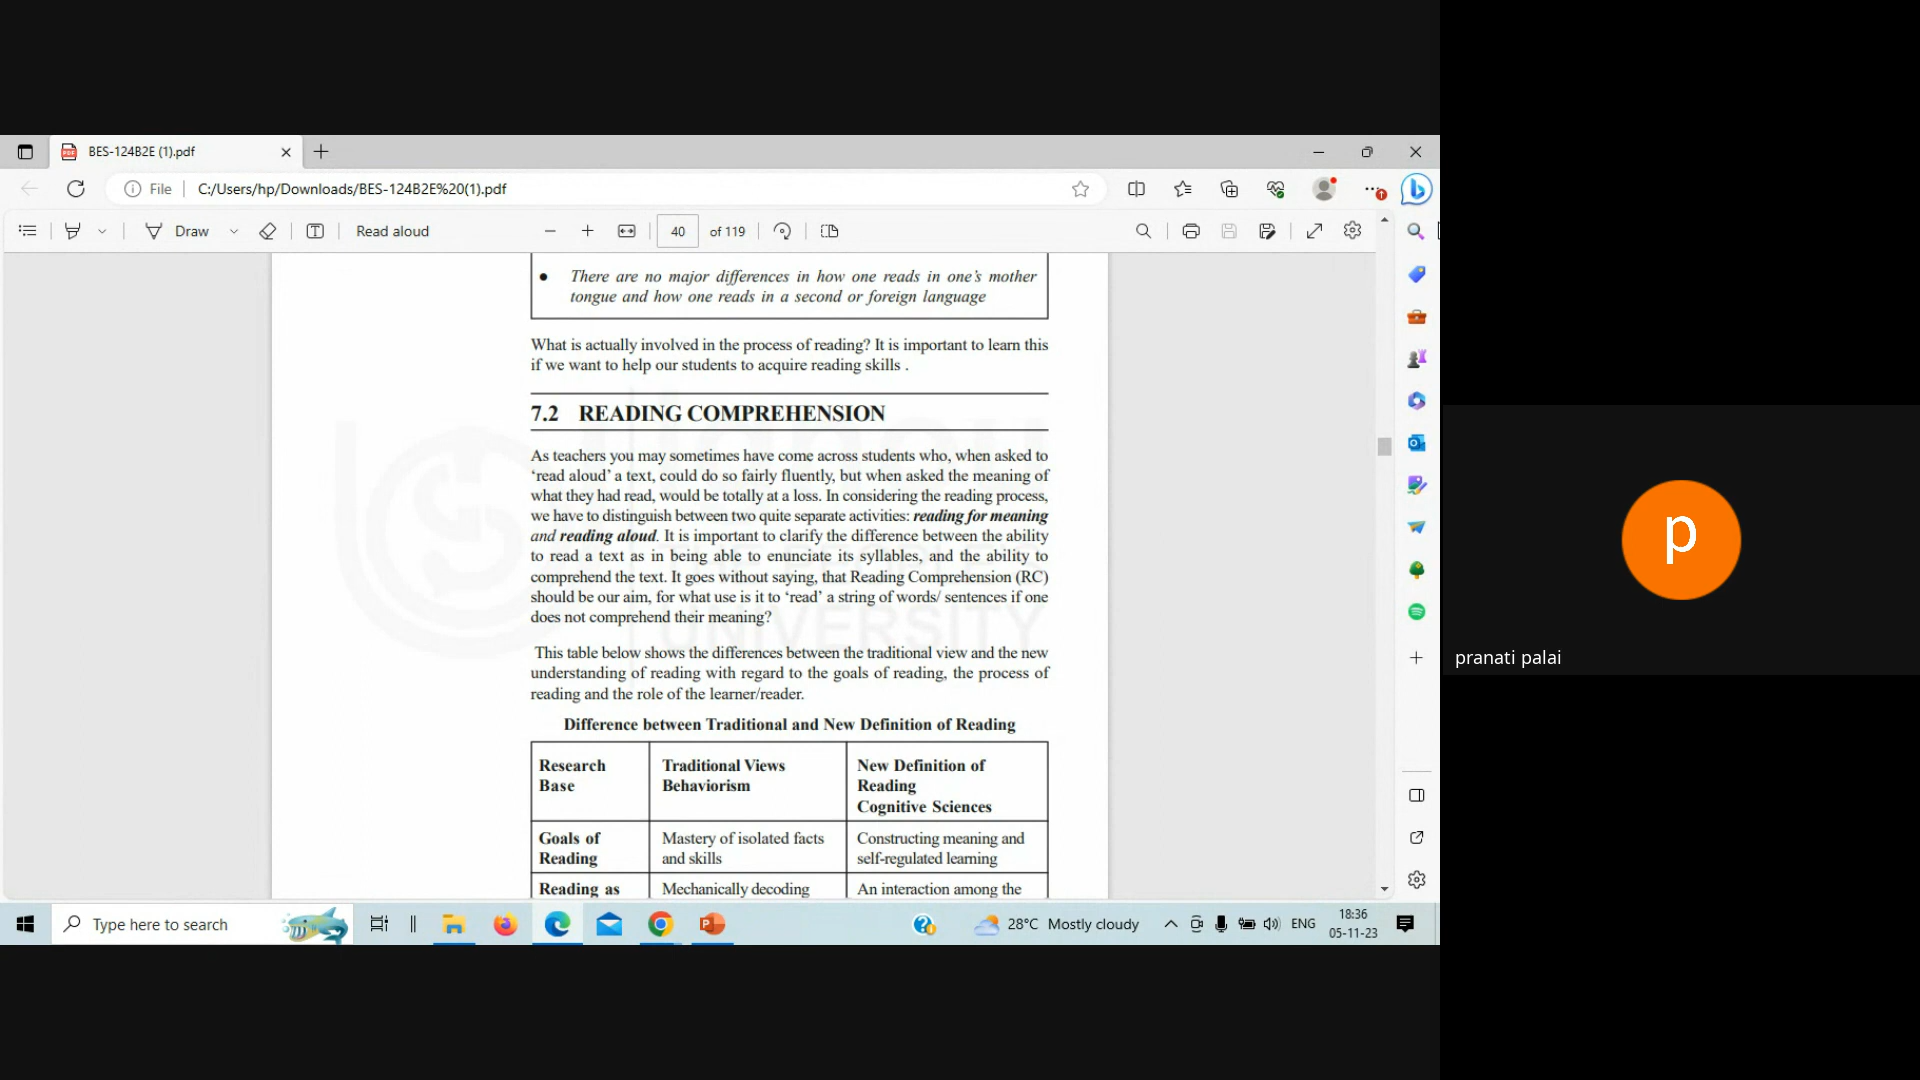 BES-124B2E (1).pdf
File
C:/Users/hp/Downloads/BES-124B2E%20(1).pdf
Draw
Read aloud
40 of 119
• There are no major differences in how one reads in one's mother
tongue and how one reads in a second or foreign language
What is actually involved in the process of reading? It is important to learn this
if we want to help our students to acquire reading skills .
7.2 READING COMPREHENSION
As teachers you may sometimes have come across students who, when asked to
‘read aloud’ a text, could do so fairly fluently, but when asked the meaning of
what they had read, would be totally at a loss. In considering the reading process,
we have to distinguish between two quite separate activities: reading for meaning
and reading aloud. It is important to clarify the difference between the ability
to read a text as in being able to enunciate its syllables, and the ability to
comprehend the text. It goes without saying, that Reading Comprehension (RC)
should be our aim, for what use is it to ‘read’ a string of words/ sentences if one
does not comprehend their meaning?
This table below shows the differences between the traditional view and the new
understanding of reading with regard to the goals of reading, the process of
reading and the role of the learner/reader.
Difference between Traditional and New Definition of Reading
Research Base
Traditional Views Behaviorism
New Definition of Reading Cognitive Sciences
Goals of Reading
Mastery of isolated facts and skills
Constructing meaning and self-regulated learning
Reading as
Mechanically decoding
An interaction among the
UNIVERSITY
p
pranati palai
Type here to search
28°C Mostly cloudy
ENG
18:36
05-11-23